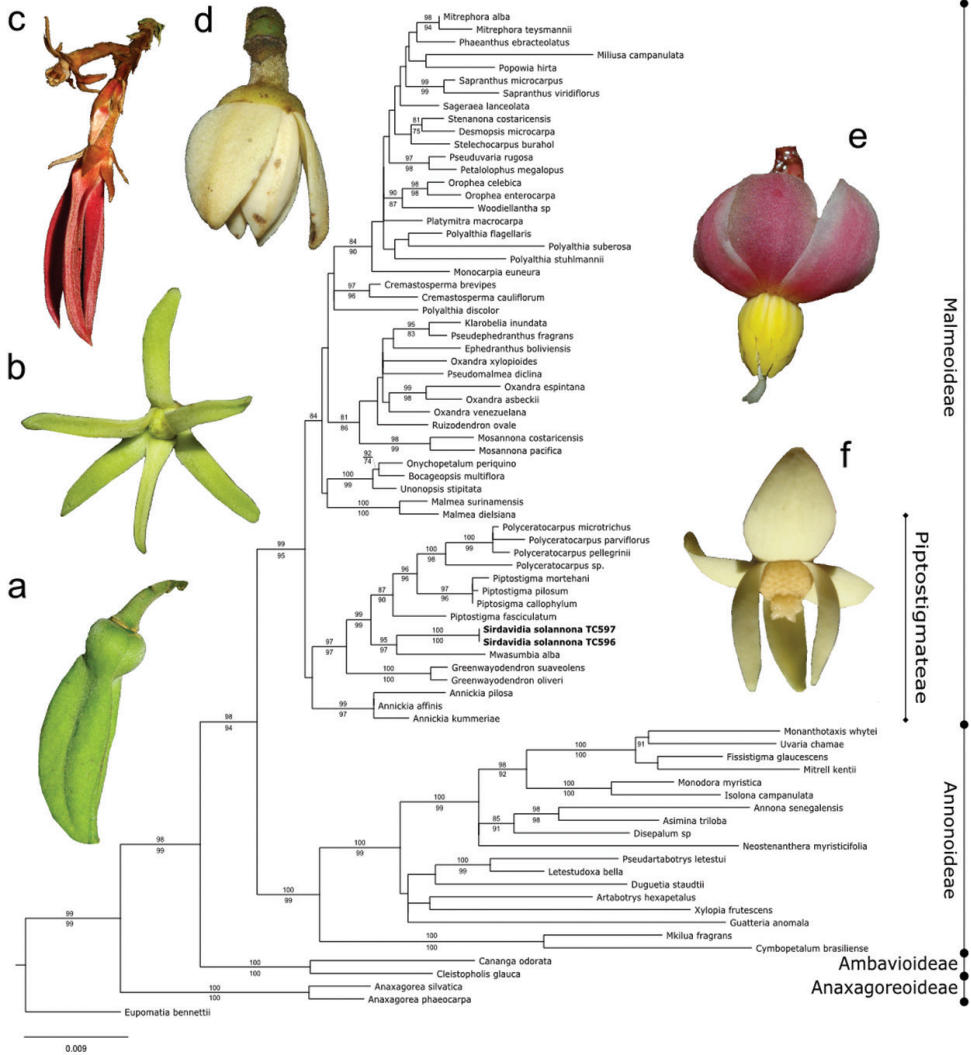 c
d
e
b
f
a
98
94
Mitrephora alba
Mitrephora teysmannii
Phaeanthus ebracteolatus
Miliusa campanulata
Popowia hirta
99
99
Sapranthus microcarpus
Sapranthus viridiflorus
Sageraea lanceolata
81
75
Stenanona costaricensis
Desmopsis microcarpa
Stelechocarpus burahol
97
98
Pseuduvaria rugosa
Petalolophus megalopus
90
87
98
98
Orophea celebica
Orophea enterocarpa
Woodiellantha sp
Platymitra macrocarpa
Polyalthia flagellaris
Polyalthia suberosa
Polyalthia stuhlmannii
84
90
Monocarpia euneura
97
96
Cremastosperma brevipes
Cremastosperma cauliflorum
Polyalthia discolor
95
83
Klarobelia inundata
Pseudephedranthus fragrans
Ephedranthus boliviensis
Oxandra xylopioides
Pseudomalmea diclina
99
98
Oxandra espintana
Oxandra asbeckii
Oxandra venezuelana
Ruizodendron ovale
84
81
86
98
99
Mosannona costaricensis
Mosannona pacifica
92
74
100
99
Onychopetalum periquino
Bocageopsis multiflora
Unonopsis stipitata
100
100
Malmea surinamensis
Malmea dielsiana
99
95
100
99
100
98
Polyceratocarpus microtrichus
Polyceratocarpus parviflorus
Polyceratocarpus pellegrinii
Polyceratocarpus sp.
96
96
97
96
Piptostigma mortehani
Piptostigma pilosum
Piptosigma callophylum
87
90
Piptostigma fasciculatum
99
99
100
100
Sirdavidia solannona TC597
Sirdavidia solannona TC596
95
97
Mwasumbia alba
97
97
100
100
Greenwayodendron suaveolens
Greenwayodendron oliveri
99
97
Annickia pilosa
Annickia affinis
Annickia kummeriae
98
94
100
100
91
Monanthotaxis whytei
Uvaria chamae
Fissistigma glaucescens
Mitrell kentii
98
92
100
100
Monodora myristica
Isolona campanulata
100
99
85
91
98
98
Annona senegalensis
Asimina triloba
Disepalum sp
Neostenanthera myristicifolia
100
99
100
99
Pseudartabotrys letestui
Letestudoxa bella
Duguetia staudtii
Artabotrys hexapetalus
Xylopia frutescens
Guatteria anomala
98
99
100
99
100
100
Mkilua fragrans
Cymbopetalum brasiliense
99
99
100
100
Cananga odorata
Cleistopholis glauca
100
100
Anaxagorea silvatica
Anaxagorea phaeocarpa
Eupomatia bennettii
0.009
Malmeoideae
Piptostigmateae
Annonoideae
Ambavioideae
Anaxagoreoideae